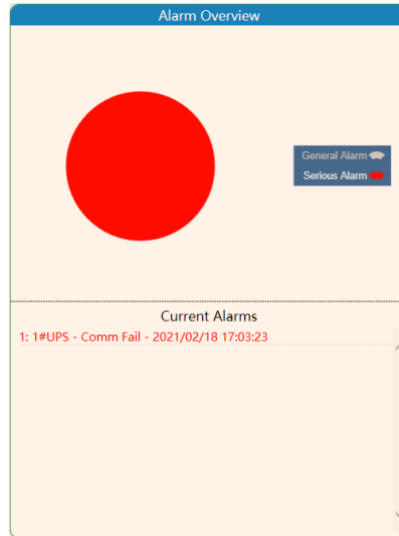 Alarm Overview
General Alarm
Serious Alarm
Current Alarms
1: 1#UPS - Comm Fail - 2021/02/18 17:03:23